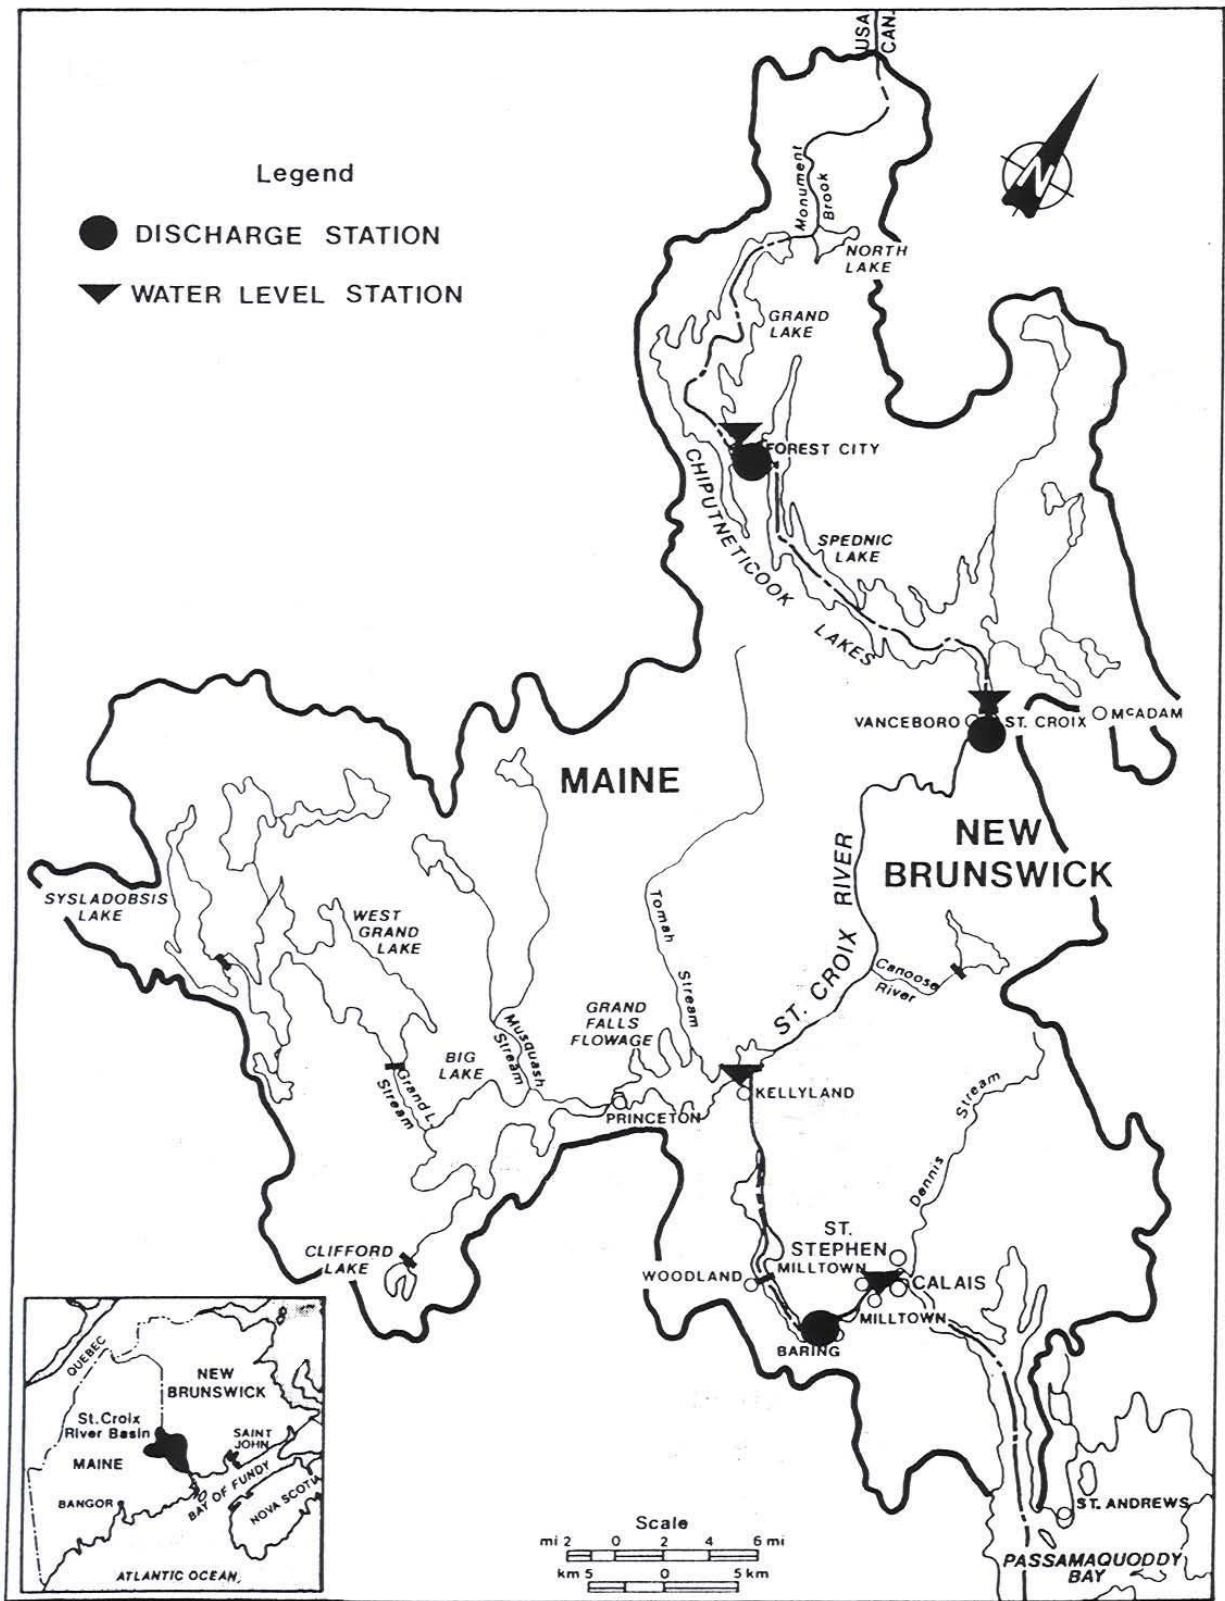 USA
CAN.
Legend
DISCHARGE STATION
WATER LEVEL STATION
N
Monument
Brook
NORTH
LAKE
GRAND
LAKE
FOREST CITY
CHIPUTNETICOOK
LAKES
SPEDNIC
LAKE
VANCEBORO
ST. CROIX
McADAM
MAINE
NEW
BRUNSWICK
SYSLADOBSIS
LAKE
WEST
GRAND
LAKE
Tomah
Stream
ST. CROIX RIVER
Canoose
River
GRAND
FALLS
FLOWAGE
Musquash
Stream
BIG
LAKE
Grand L.
Stream
PRINCETON
KELLYLAND
Dennis
Stream
CLIFFORD
LAKE
ST.
STEPHEN
WOODLAND
MILLTOWN
CALAIS
MILLTOWN
BARING
QUEBEC
NEW
BRUNSWICK
St. Croix
River Basin
SAINT
JOHN
MAINE
BAY OF FUNDY
BANGOR
NOVA SCOTIA
ATLANTIC OCEAN
Scale
mi 2 0 2 4 6 mi
km 5 0 5 km
ST. ANDREWS
PASSAMAQUODDY
BAY